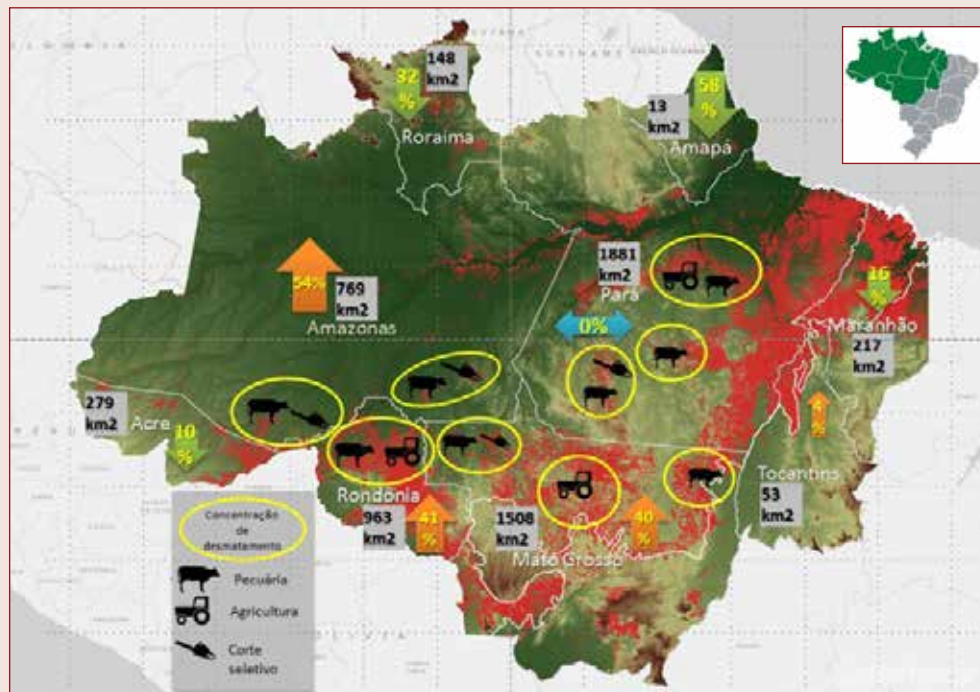 148
km2
32
%
Roraima
SURINAME
13
km2
58
%
Amapá
54%
769
km2
Amazonas
1881
km2
Pará
0%
16
%
Maranhão
217
km2
279
km2
Acre
10
%
Rondônia
963
km2
41
%
1508
km2
Mato Grosso
40
%
%
Tocantins
53
km2
Concentração
de
desmatamento
Pecuária
Agricultura
Corte
seletivo